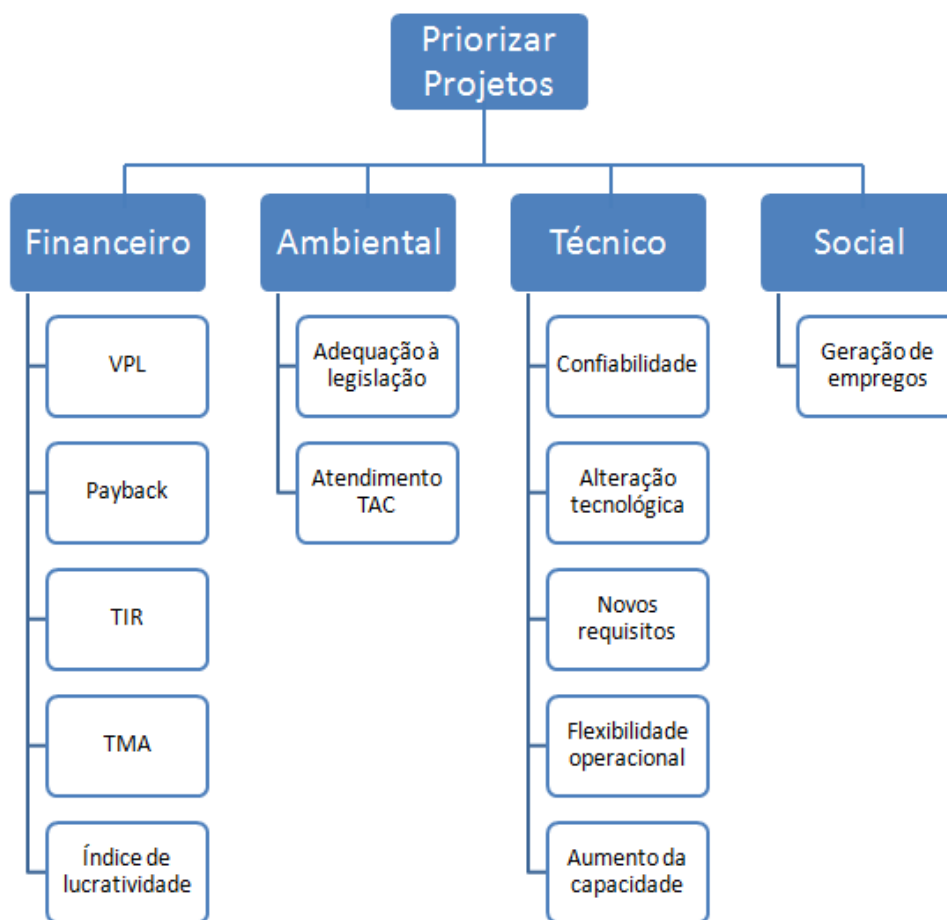 Priorizar
Projetos
Financeiro
VPL
Payback
TIR
TMA
Índice de
lucratividade
Ambiental
Adequação à
legislação
Atendimento
TAC
Técnico
Confiabilidade
Alteração
tecnológica
Novos
requisitos
Flexibilidade
operacional
Aumento da
capacidade
Social
Geração de
empregos